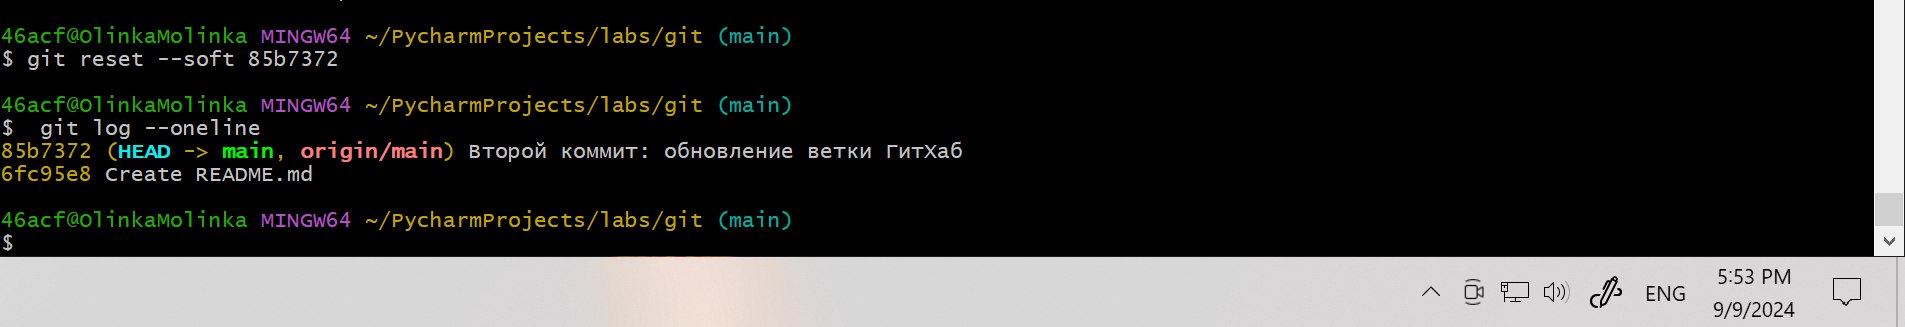 46acf@OlinkaMolinka MINGW64 ~/PycharmProjects/labs/git (main)
$ git reset --soft 85b7372
46acf@OlinkaMolinka MINGW64 ~/PycharmProjects/labs/git (main)
$  git log --oneline
85b7372 (HEAD -> main, origin/main) Второй коммит: обновление ветки ГитХаб
6fc95e8 Create README.md
46acf@OlinkaMolinka MINGW64 ~/PycharmProjects/labs/git (main)
$
ENG
5:53 PM
9/9/2024